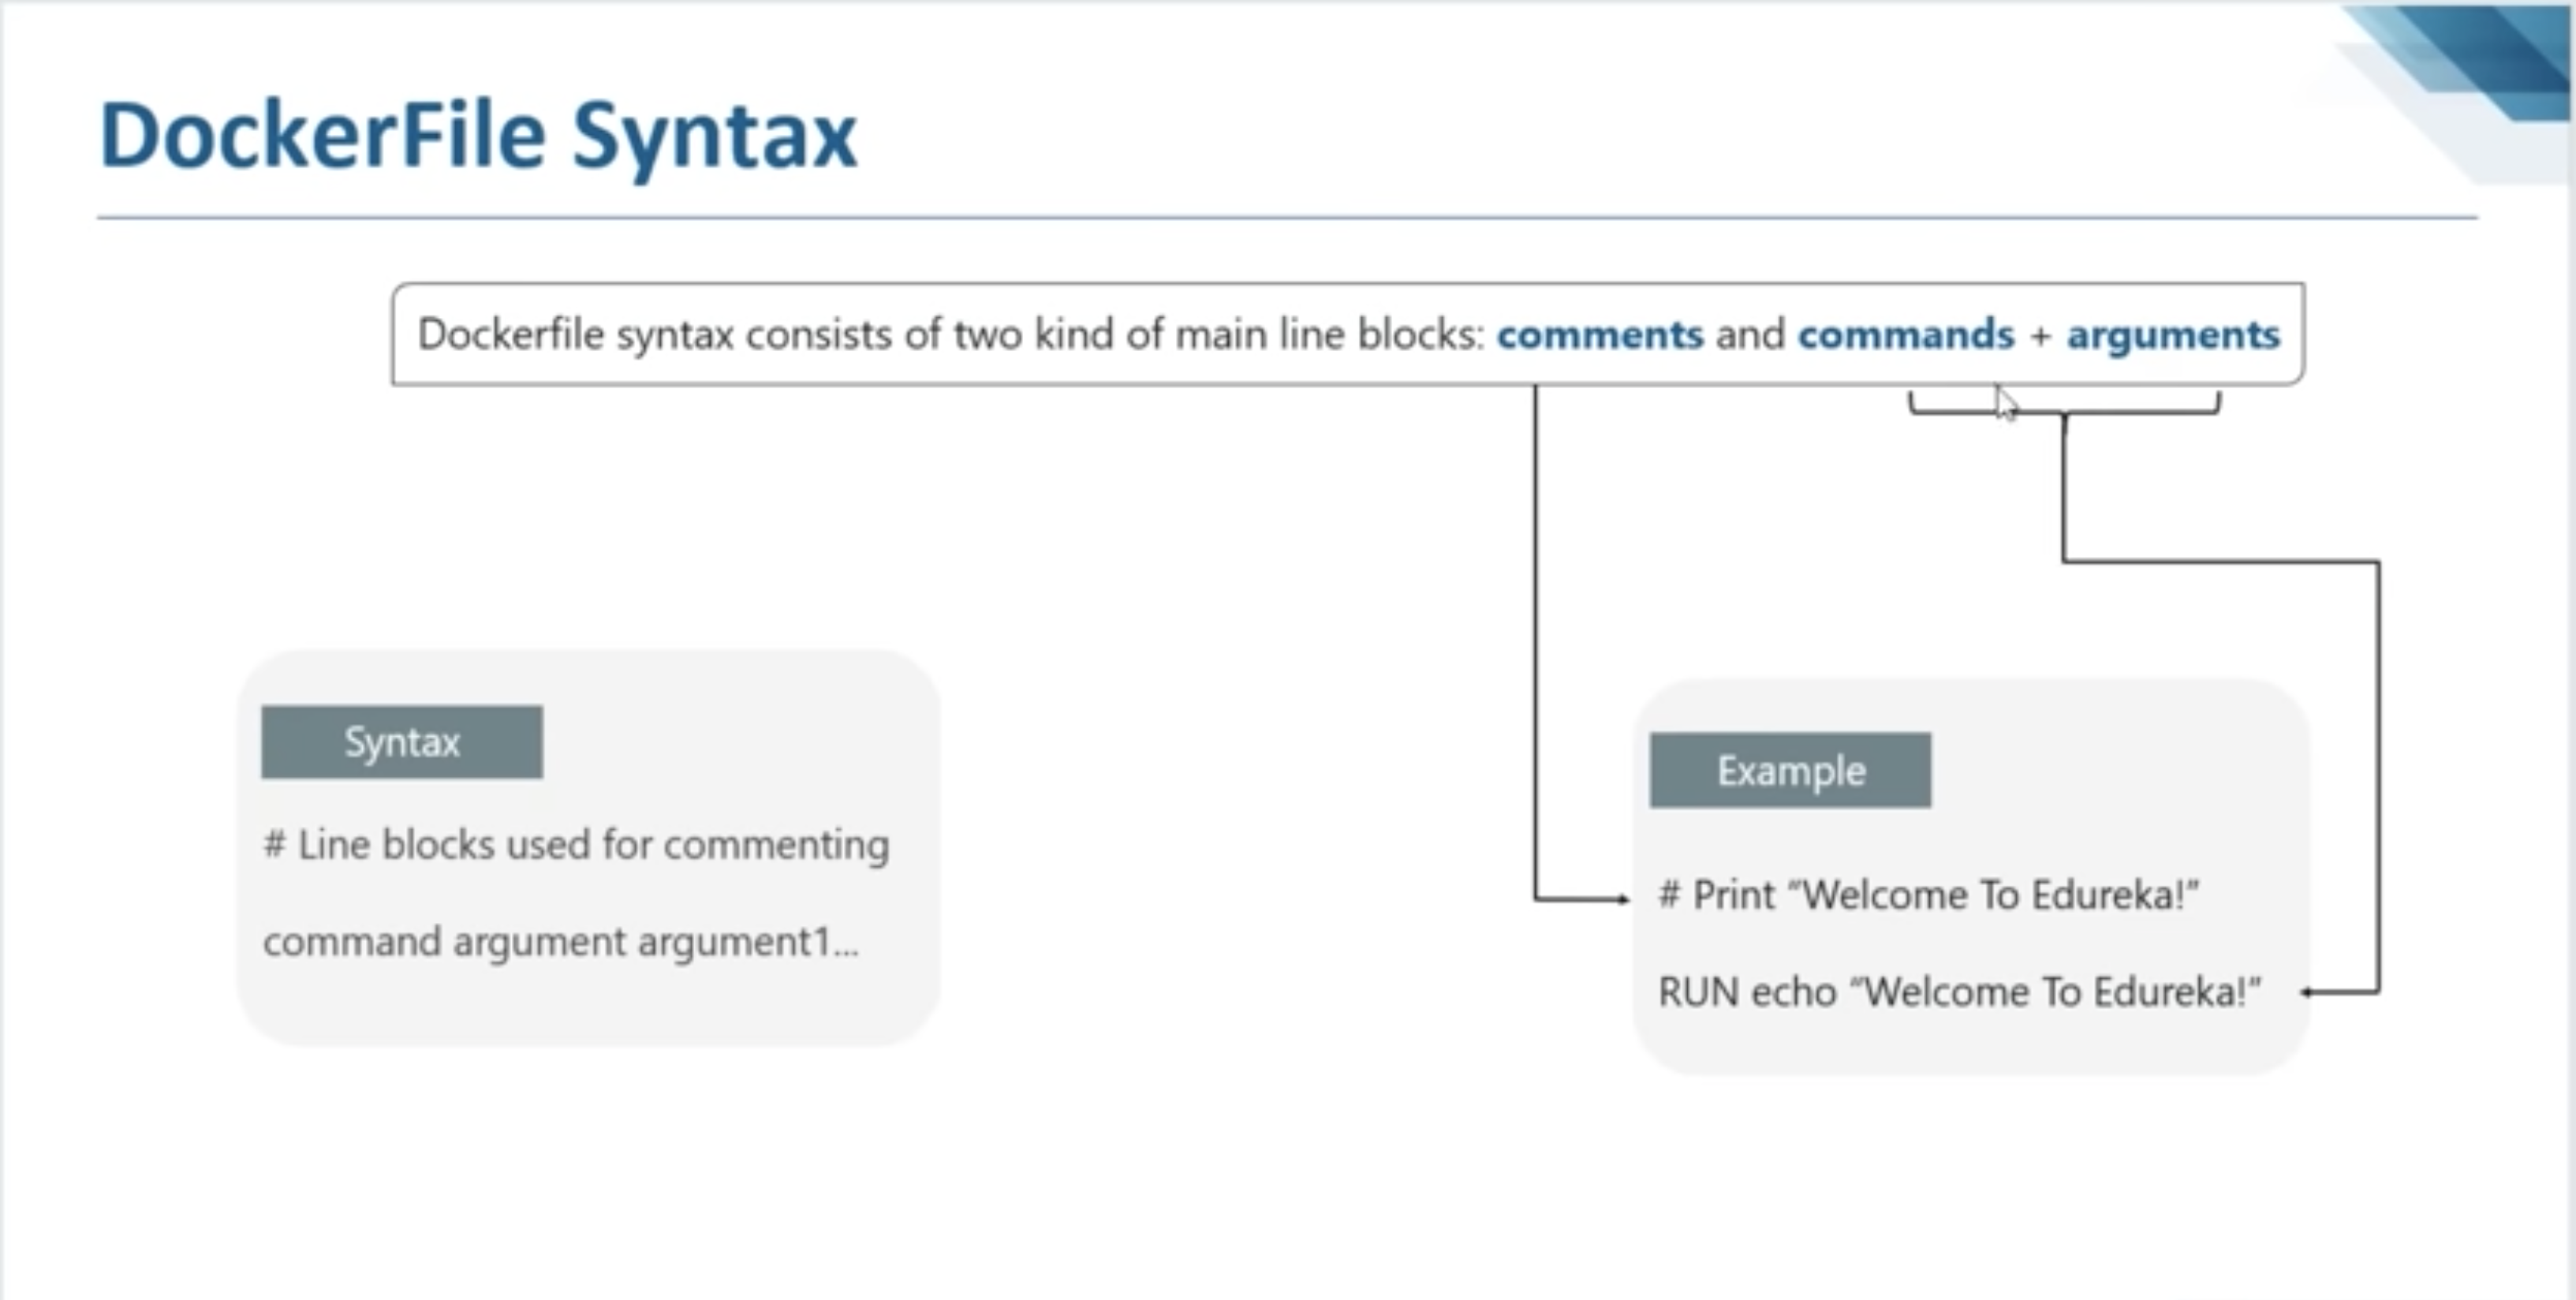 DockerFile Syntax
Dockerfile syntax consists of two kind of main line blocks: comments and commands + arguments
Syntax
# Line blocks used for commenting
command argument argument1...
Example
# Print “Welcome To Edureka!”
RUN echo “Welcome To Edureka!”